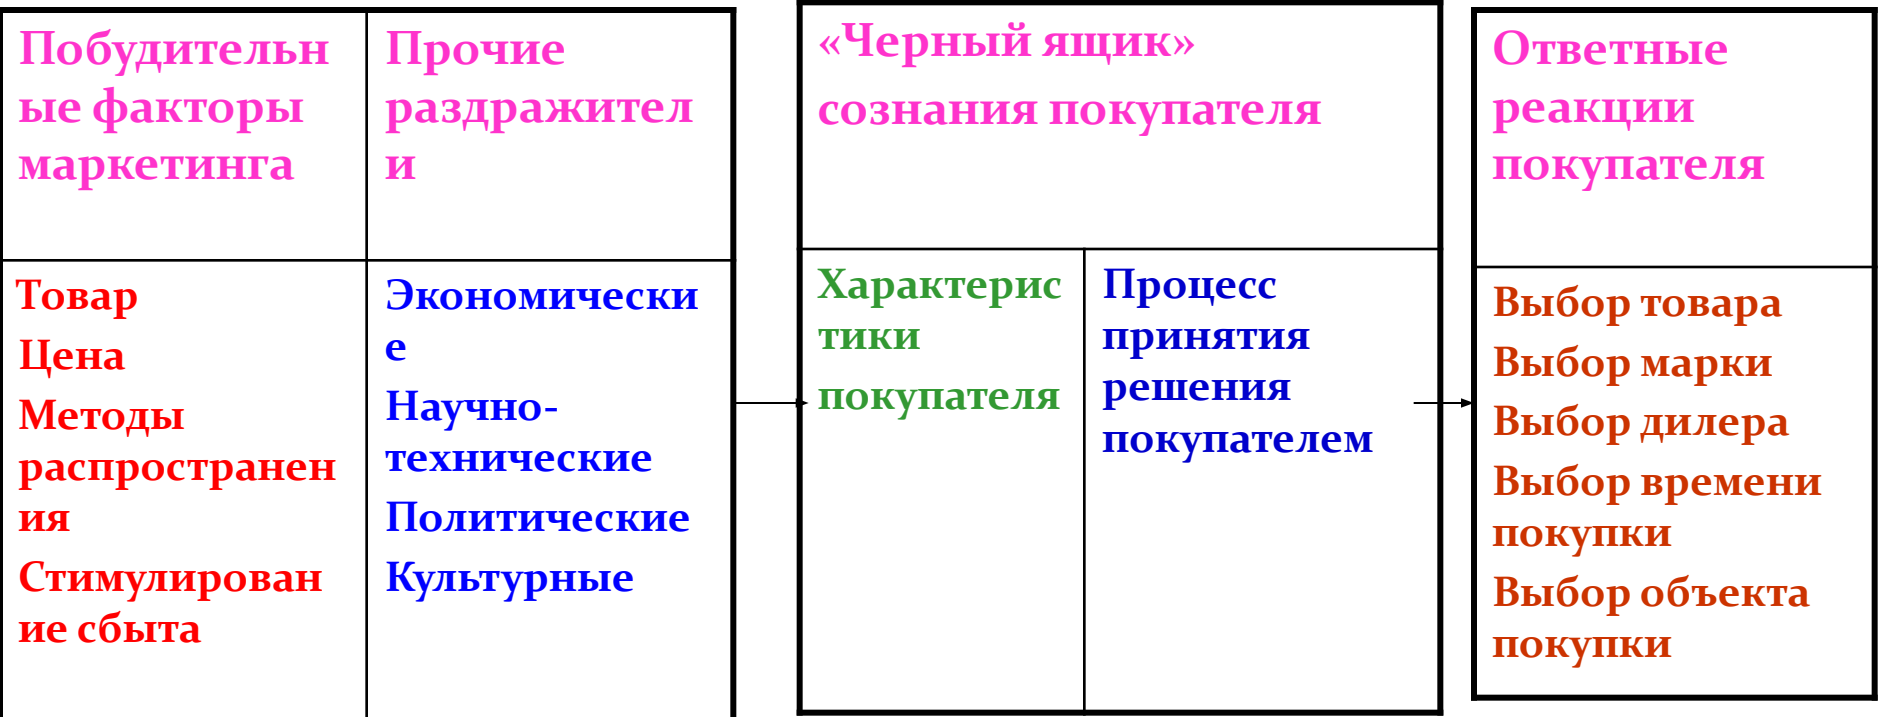 Побудительн
ые факторы
маркетинга
Прочие
раздражител
и
Товар
Цена
Методы
распространен
ия
Стимулирован
ие сбыта
Экономически
е
Научно-
технические
Политические
Культурные
«Черный ящик»
сознания покупателя
Характерис
тики
покупателя
Процесс
принятия
решения
покупателем
Ответные
реакции
покупателя
Выбор товара
Выбор марки
Выбор дилера
Выбор времени
покупки
Выбор объекта
покупки